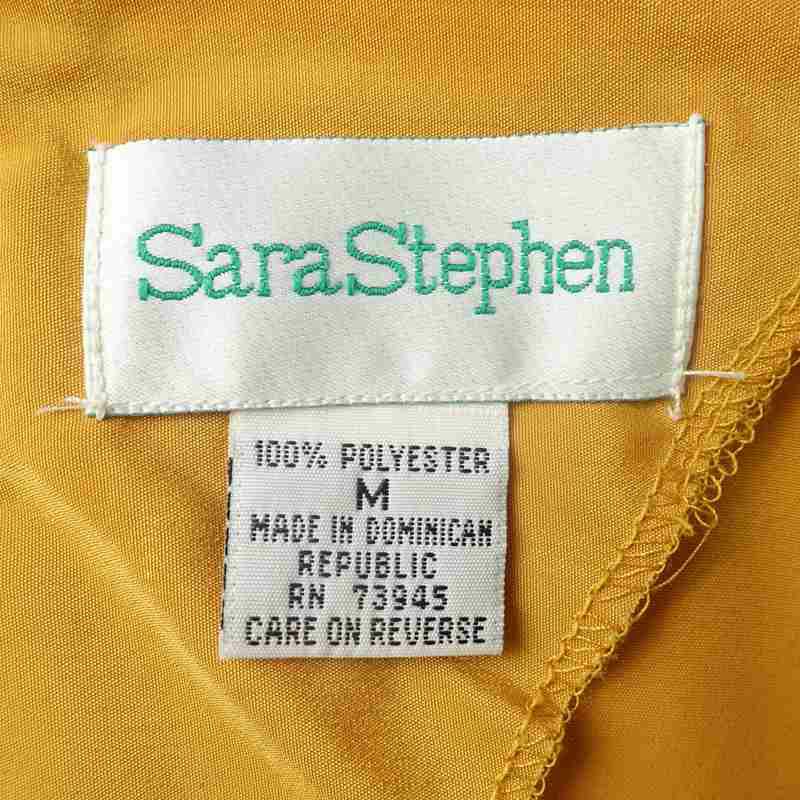 SaraStephen
100% POLYESTER
M
MADE IN DOMINICAN
REPUBLIC
RN 73945
CARE ON REVERSE